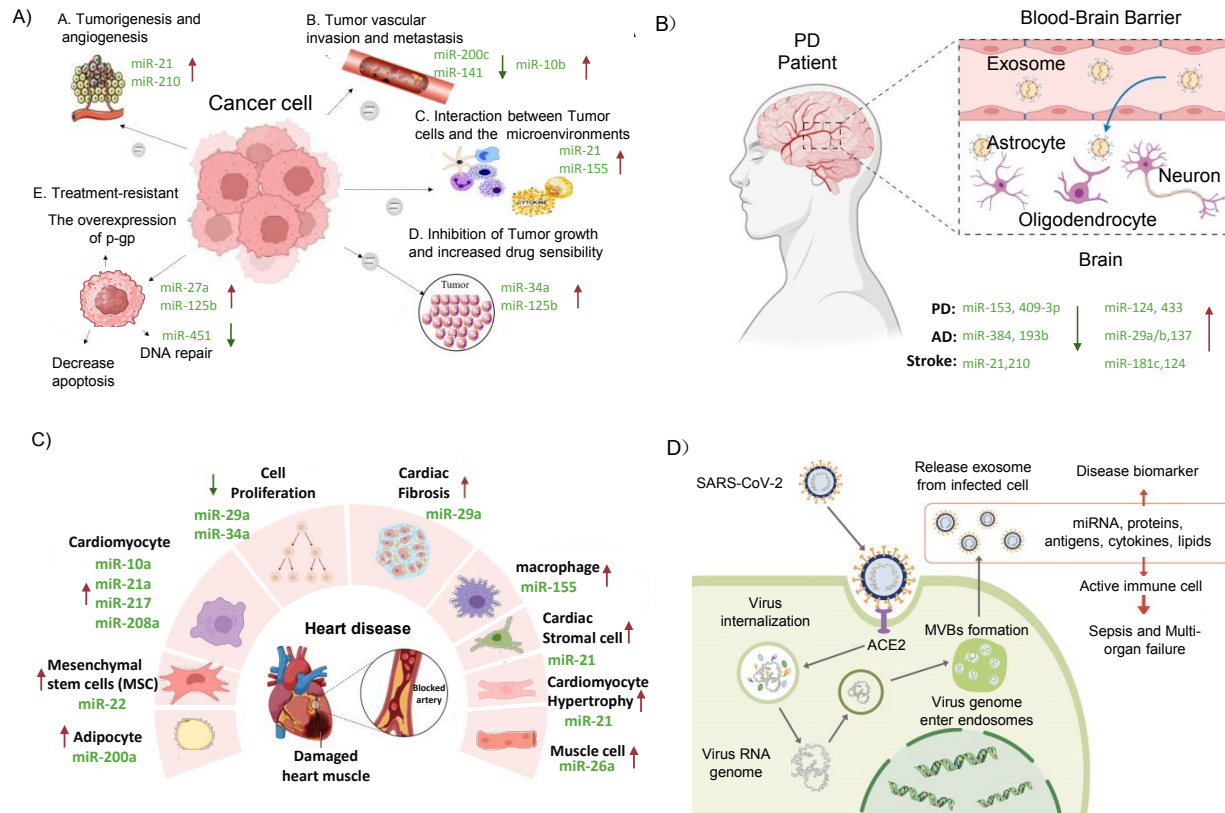 A)
A. Tumorigenesis and
angiogenesis
miR-21
miR-210
B. Tumor vascular
invasion and metastasis
miR-200c
miR-141
miR-10b
Cancer cell
C. Interaction between Tumor
cells and the microenvironments
miR-21
miR-155
CYTOKINE
D. Inhibition of Tumor growth
and increased drug sensibility
Tumor
miR-34a
miR-125b
E. Treatment-resistant
The overexpression
of p-gp
miR-27a
miR-125b
miR-451
DNA repair
Decrease
apoptosis
B)
PD
Patient
Blood-Brain Barrier
Exosome
Astrocyte
Neuron
Oligodendrocyte
Brain
PD: miR-153, 409-3p miR-124, 433
AD: miR-384, 193b miR-29a/b,137
Stroke: miR-21,210 miR-181c,124
C)
Cell
Proliferation
miR-29a
miR-34a
Cardiac
Fibrosis
miR-29a
Cardiomyocyte
miR-10a
miR-21a
miR-217
miR-208a
macrophage
miR-155
Cardiac
Stromal cell
miR-21
Mesenchymal
stem cells (MSC)
miR-22
Cardiomyocyte
Hypertrophy
miR-21
Adipocyte
miR-200a
Muscle cell
miR-26a
Heart disease
Blocked
artery
Damaged
heart muscle
D)
SARS-CoV-2
Release exosome
from infected cell
Disease biomarker
miRNA, proteins,
antigens, cytokines, lipids
Active immune cell
Sepsis and Multi-
organ failure
Virus
internalization
ACE2
MVBs formation
Virus genome
enter endosomes
Virus RNA
genome